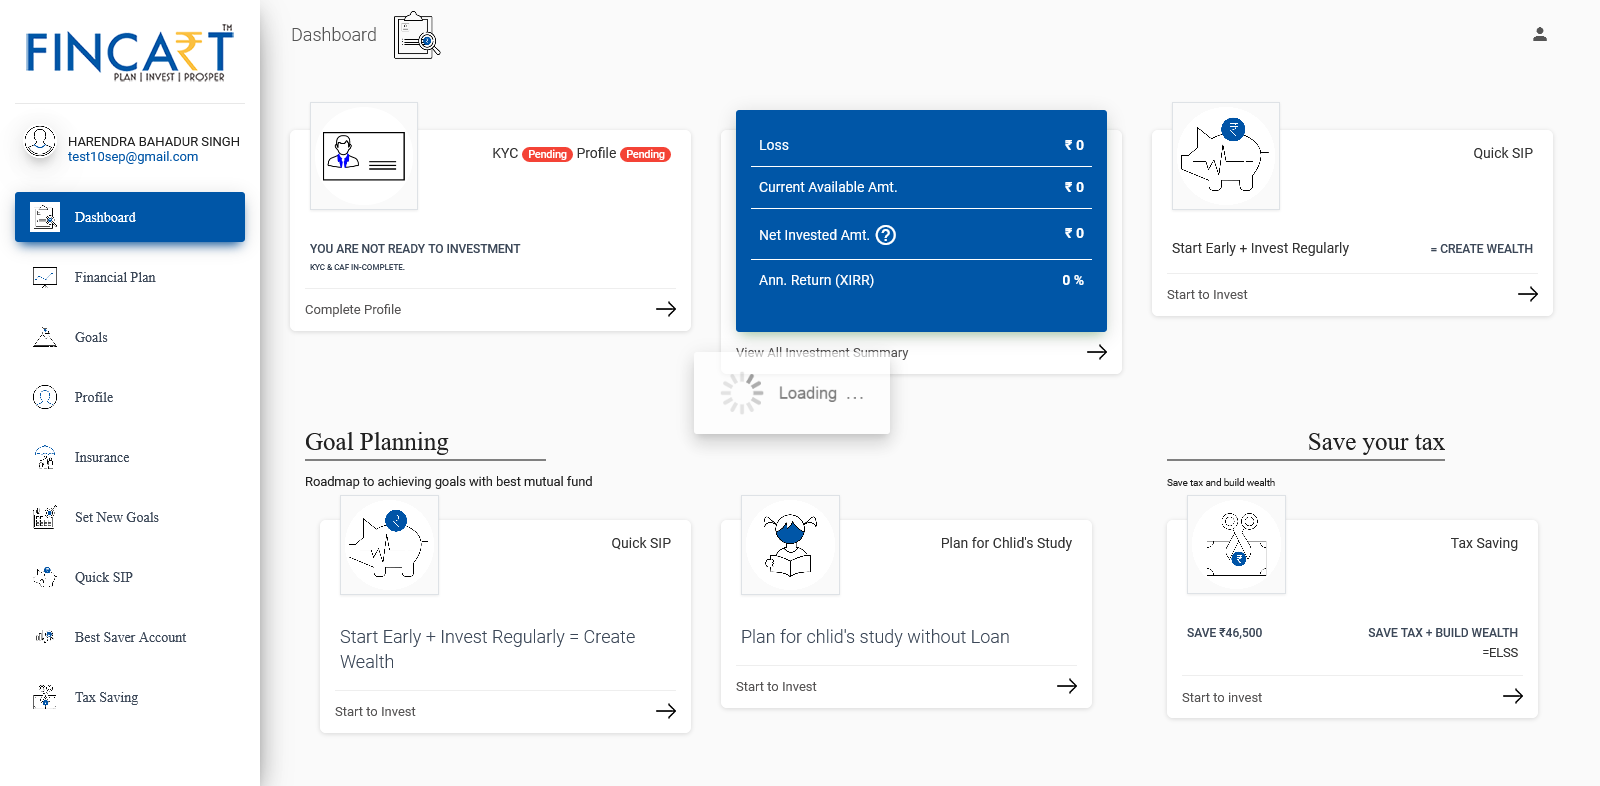 FINCART™
PLAN | INVEST | PROSPER
HARENDRA BAHADUR SINGH
test10sep@gmail.com
Dashboard
Financial Plan
Goals
Profile
Insurance
Set New Goals
Quick SIP
Best Saver Account
Tax Saving
Dashboard
KYC Pending Profile Pending
YOU ARE NOT READY TO INVESTMENT
KYC & CAF IN-COMPLETE.
Complete Profile
Loss ₹ 0
Current Available Amt. ₹ 0
Net Invested Amt. ? ₹ 0
Ann. Return (XIRR) 0 %
View All Investment Summary
Quick SIP
Start Early + Invest Regularly = CREATE WEALTH
Start to Invest
Loading ...
Goal Planning
Roadmap to achieving goals with best mutual fund
Quick SIP
Start Early + Invest Regularly = Create
Wealth
Start to Invest
Plan for Chlid's Study
Plan for chlid's study without Loan
Start to Invest
Save your tax
Save tax and build wealth
Tax Saving
SAVE ₹46,500 SAVE TAX + BUILD WEALTH
=ELSS
Start to invest